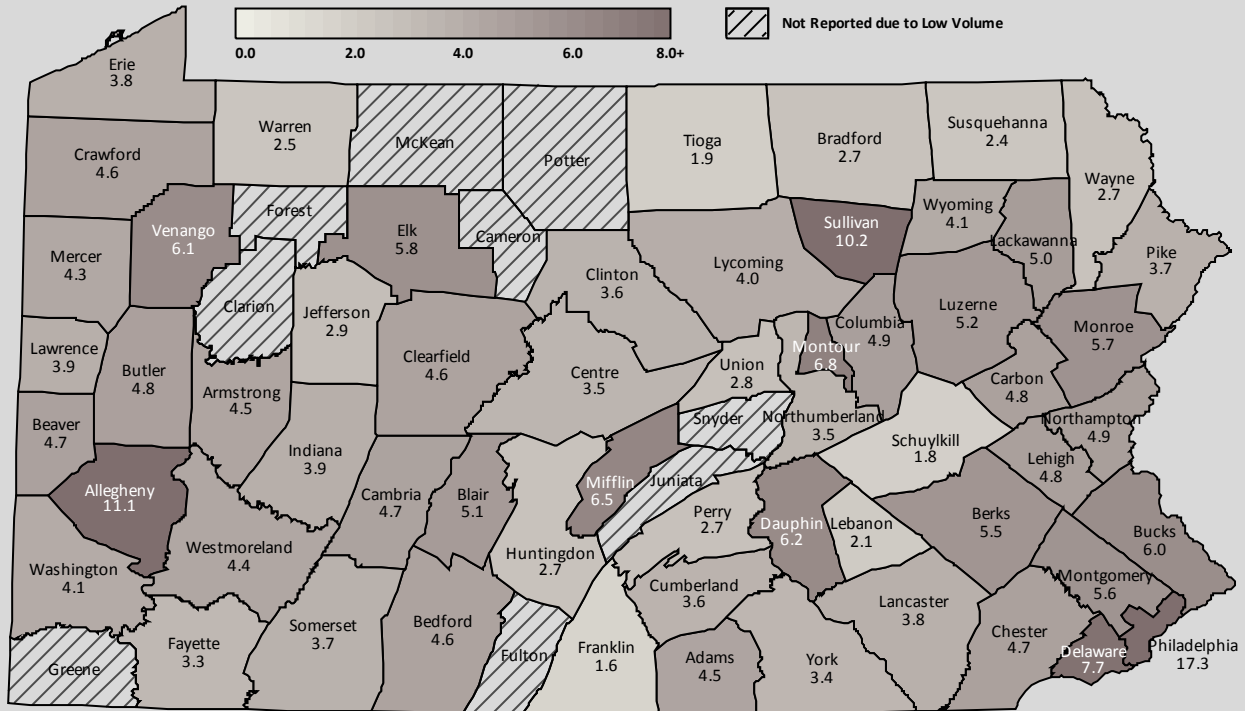 0.0 2.0 4.0 6.0 8.0+
Not Reported due to Low Volume
Erie
3.8
Crawford
4.6
Warren
2.5
McKean
Potter
Tioga
1.9
Bradford
2.7
Susquehanna
2.4
Wayne
2.7
Venango
6.1
Forest
Elk
5.8
Cameron
Mercer
4.3
Clarion
Jefferson
2.9
Clinton
3.6
Lycoming
4.0
Sullivan
10.2
Wyoming
4.1
Lackawanna
5.0
Pike
3.7
Lawrence
3.9
Butler
4.8
Armstrong
4.5
Clearfield
4.6
Centre
3.5
Union
2.8
Montour
6.8
Columbia
4.9
Luzerne
5.2
Monroe
5.7
Carbon
4.8
Beaver
4.7
Indiana
3.9
Snyder
Northumberland
3.5
Schuylkill
1.8
Northampton
4.9
Lehigh
4.8
Allegheny
11.1
Cambria
4.7
Blair
5.1
Mifflin
6.5
Juniata
Perry
2.7
Dauphin
6.2
Lebanon
2.1
Berks
5.5
Bucks
6.0
Westmoreland
4.4
Huntingdon
2.7
Washington
4.1
Cumberland
3.6
Lancaster
3.8
Montgomery
5.6
Greene
Fayette
3.3
Somerset
3.7
Bedford
4.6
Fulton
Franklin
1.6
Adams
4.5
York
3.4
Chester
4.7
Delaware
7.7
Philadelphia
17.3